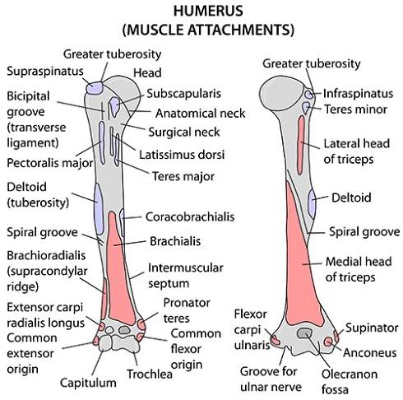 HUMERUS
(MUSCLE ATTACHMENTS)
Greater tuberosity
Supraspinatus
Head
Bicipital
groove
(transverse
ligament)
Subscapularis
Anatomical neck
Surgical neck
Pectoralis major
Latissimus dorsi
Teres major
Deltoid
(tuberosity)
Coracobrachialis
Spiral groove
Brachialis
Brachioradialis
(supracondylar
ridge)
Intermuscular
septum
Extensor carpi
radialis longus
Pronator
teres
Common
extensor
origin
Common
flexor
origin
Capitulum
Trochlea
Greater tuberosity
Infraspinatus
Teres minor
Lateral head
of triceps
Deltoid
Spiral groove
Medial head
of triceps
Flexor
carpi
ulnaris
Supinator
Anconeus
Groove for
ulnar nerve
Olecranon
fossa